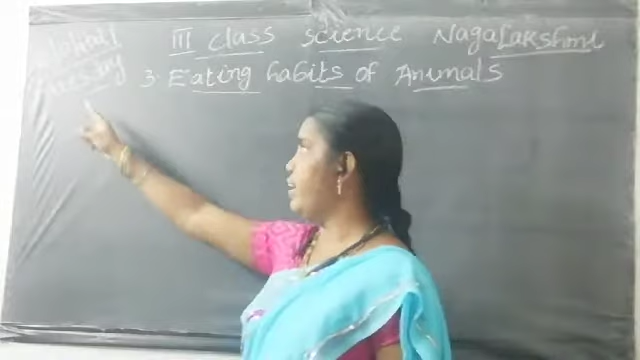 III class science NagaLakshmi
3. Eating habits of Animals